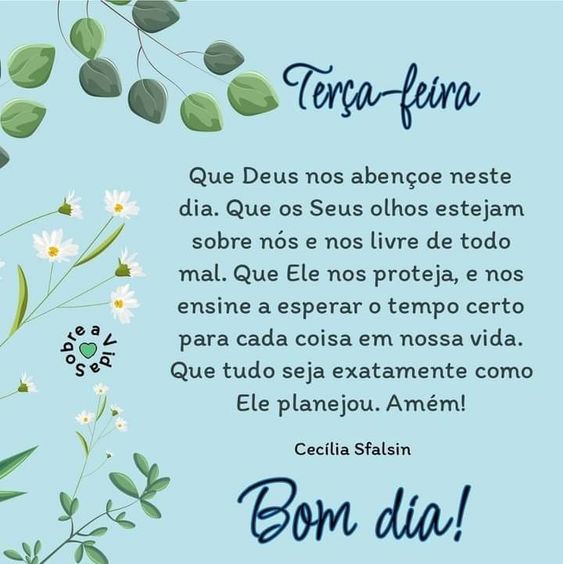 Terça-feira
Que Deus nos abençoe neste
dia. Que os Seus olhos estejam
sobre nós e nos livre de todo
mal. Que Ele nos proteja, e nos
ensine a esperar o tempo certo
para cada coisa em nossa vida.
Que tudo seja exatamente como
Ele planejou. Amém!
Sobre a Vida
Cecília Sfalsin
Bom dia!